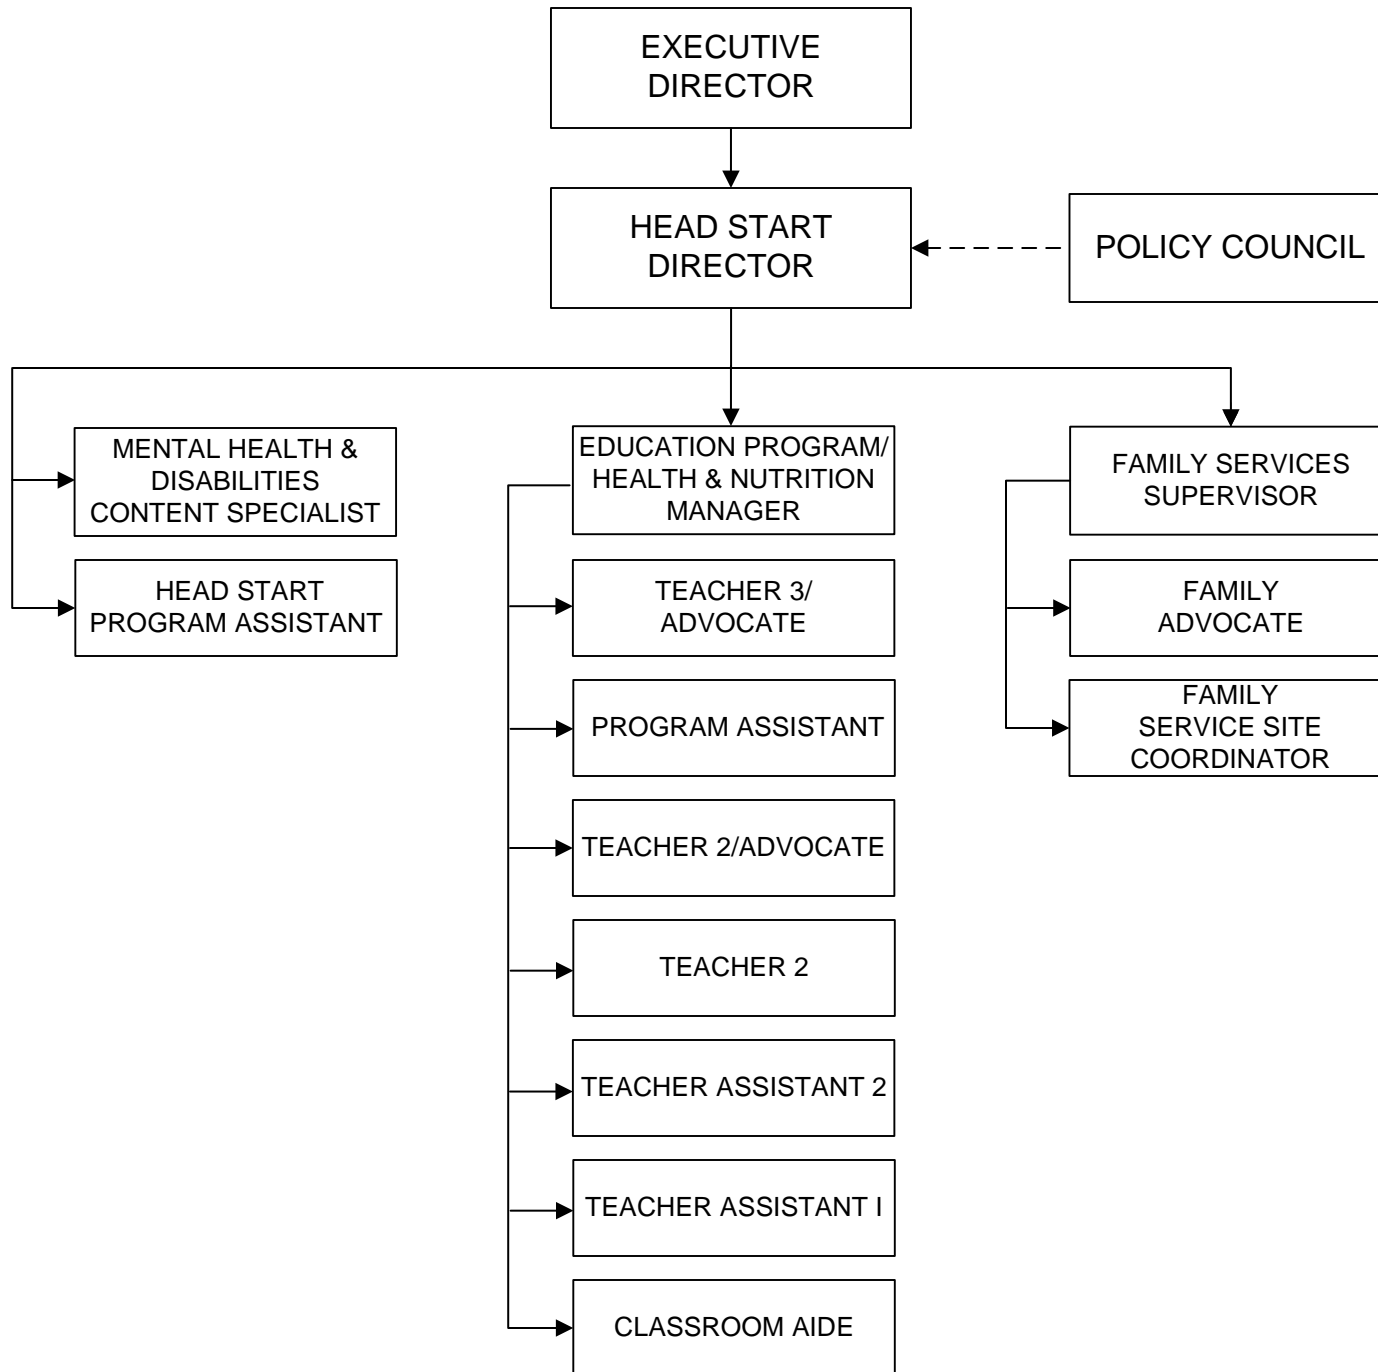 EXECUTIVE
DIRECTOR
HEAD START
DIRECTOR
POLICY COUNCIL
MENTAL HEALTH &
DISABILITIES
CONTENT SPECIALIST
HEAD START
PROGRAM ASSISTANT
EDUCATION PROGRAM/
HEALTH & NUTRITION
MANAGER
TEACHER 3/
ADVOCATE
PROGRAM ASSISTANT
TEACHER 2/ADVOCATE
TEACHER 2
TEACHER ASSISTANT 2
TEACHER ASSISTANT I
CLASSROOM AIDE
FAMILY SERVICES
SUPERVISOR
FAMILY
ADVOCATE
FAMILY
SERVICE SITE
COORDINATOR